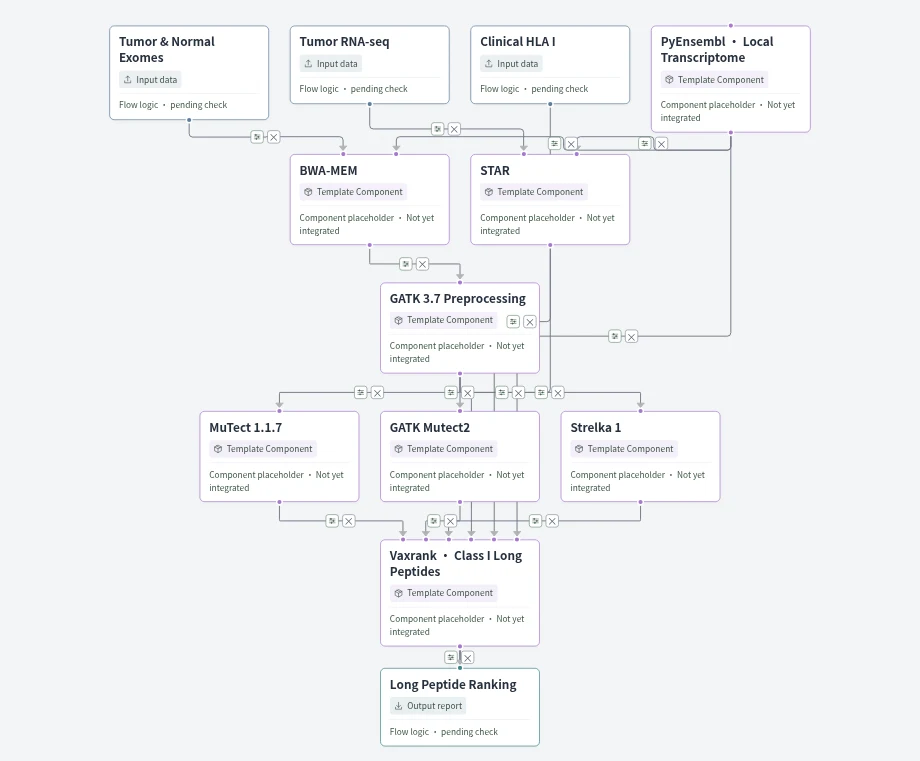 Tumor & Normal
Exomes
Input data
Flow logic • pending check
Tumor RNA-seq
Input data
Flow logic • pending check
Clinical HLA I
Input data
Flow logic • pending check
PyEnsembl • Local
Transcriptome
Template Component
Component placeholder • Not yet
integrated
BWA-MEM
Template Component
Component placeholder • Not yet
integrated
STAR
Template Component
Component placeholder • Not yet
integrated
GATK 3.7 Preprocessing
Template Component
Component placeholder • Not yet
integrated
MuTect 1.1.7
Template Component
Component placeholder • Not yet
integrated
GATK Mutect2
Template Component
Component placeholder • Not yet
integrated
Strelka 1
Template Component
Component placeholder • Not yet
integrated
Vaxrank • Class I Long
Peptides
Template Component
Component placeholder • Not yet
integrated
Long Peptide Ranking
Output report
Flow logic • pending check